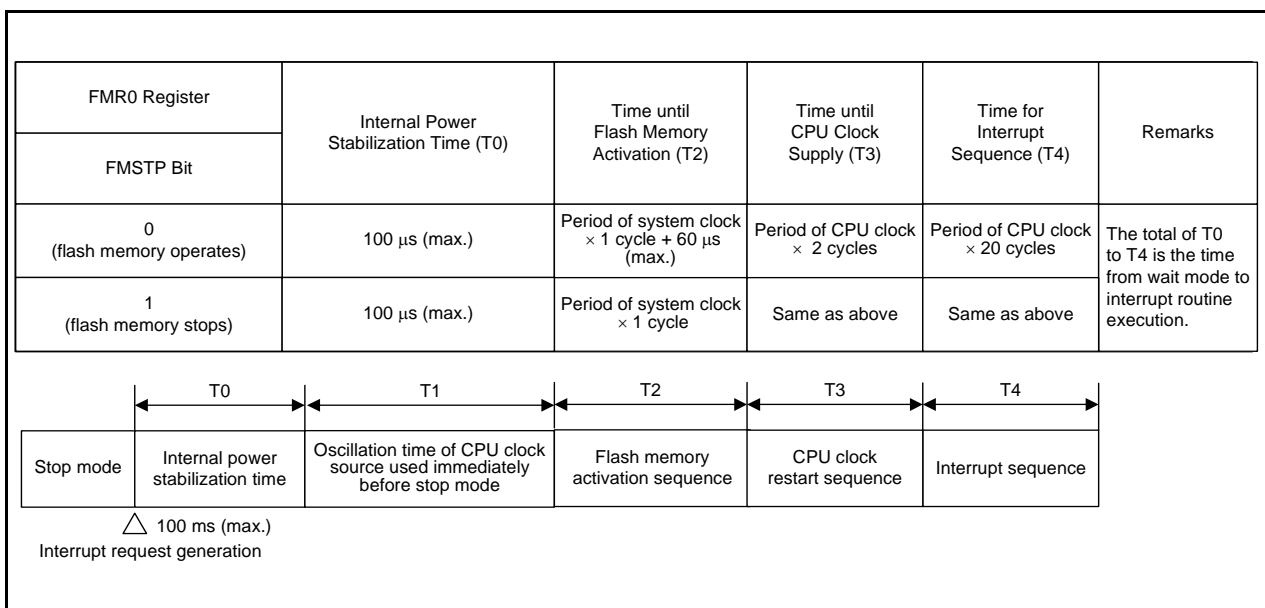 FMR0 Register
FMSTP Bit
Internal Power
Stabilization Time (T0)
Time until
Flash Memory
Activation (T2)
Time until
CPU Clock
Supply (T3)
Time for
Interrupt
Sequence (T4)
Remarks
0
(flash memory operates)
100 μs (max.)
Period of system clock
× 1 cycle + 60 μs
(max.)
Period of CPU clock
× 2 cycles
Period of CPU clock
× 20 cycles
The total of T0
to T4 is the time
from wait mode to
interrupt routine
execution.
1
(flash memory stops)
100 μs (max.)
Period of system clock
× 1 cycle
Same as above
Same as above
T0
T1
T2
T3
T4
Stop mode
Internal power
stabilization time
Oscillation time of CPU clock
source used immediately
before stop mode
Flash memory
activation sequence
CPU clock
restart sequence
Interrupt sequence
100 ms (max.)
Interrupt request generation